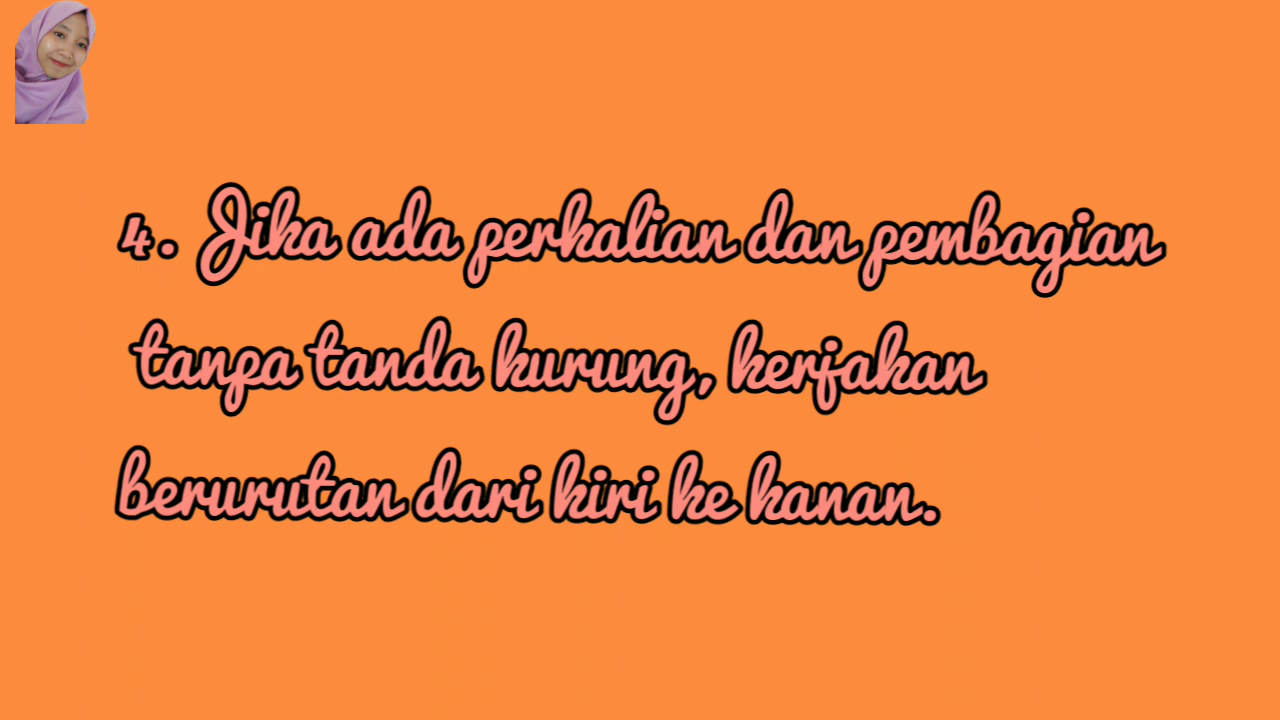 4. Jika ada perkalian dan pembagian
tanpa tanda kurung, kerjakan
berurutan dari kiri ke kanan.